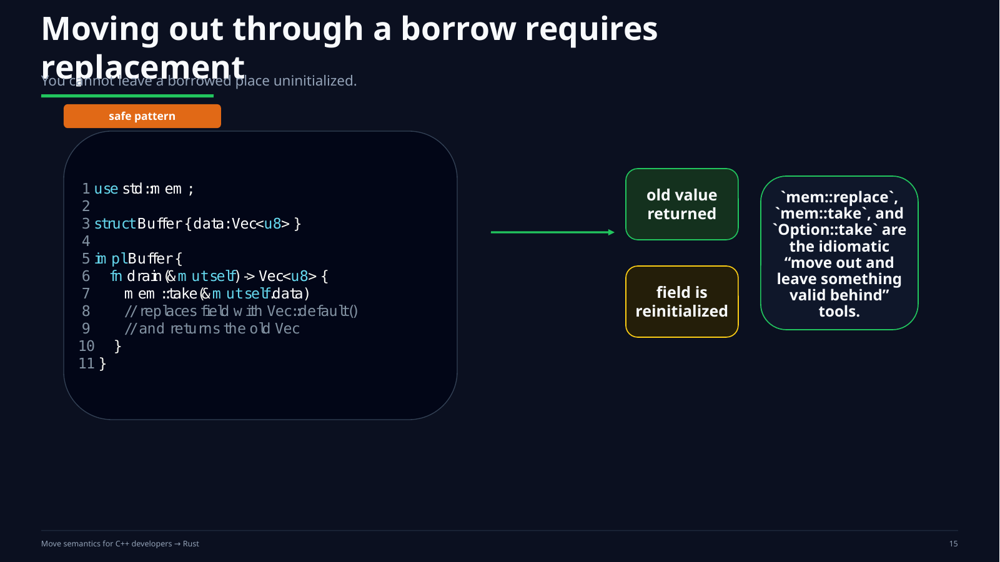 Moving out through a borrow requires
replacement
You cannot leave a borrowed place uninitialized.
safe pattern
1 use std::mem;
2
3 struct Buffer { data: Vec<u8> }
4
5 impl Buffer {
6     fn drain(&mut self) -> Vec<u8> {
7         mem::take(&mut self.data)
8         // replaces field with Vec::default()
9         // and returns the old Vec
10     }
11 }
old value
returned
field is
reinitialized
`mem::replace`,
`mem::take`, and
`Option::take` are
the idiomatic
“move out and
leave something
valid behind”
tools.
Move semantics for C++ developers → Rust
15